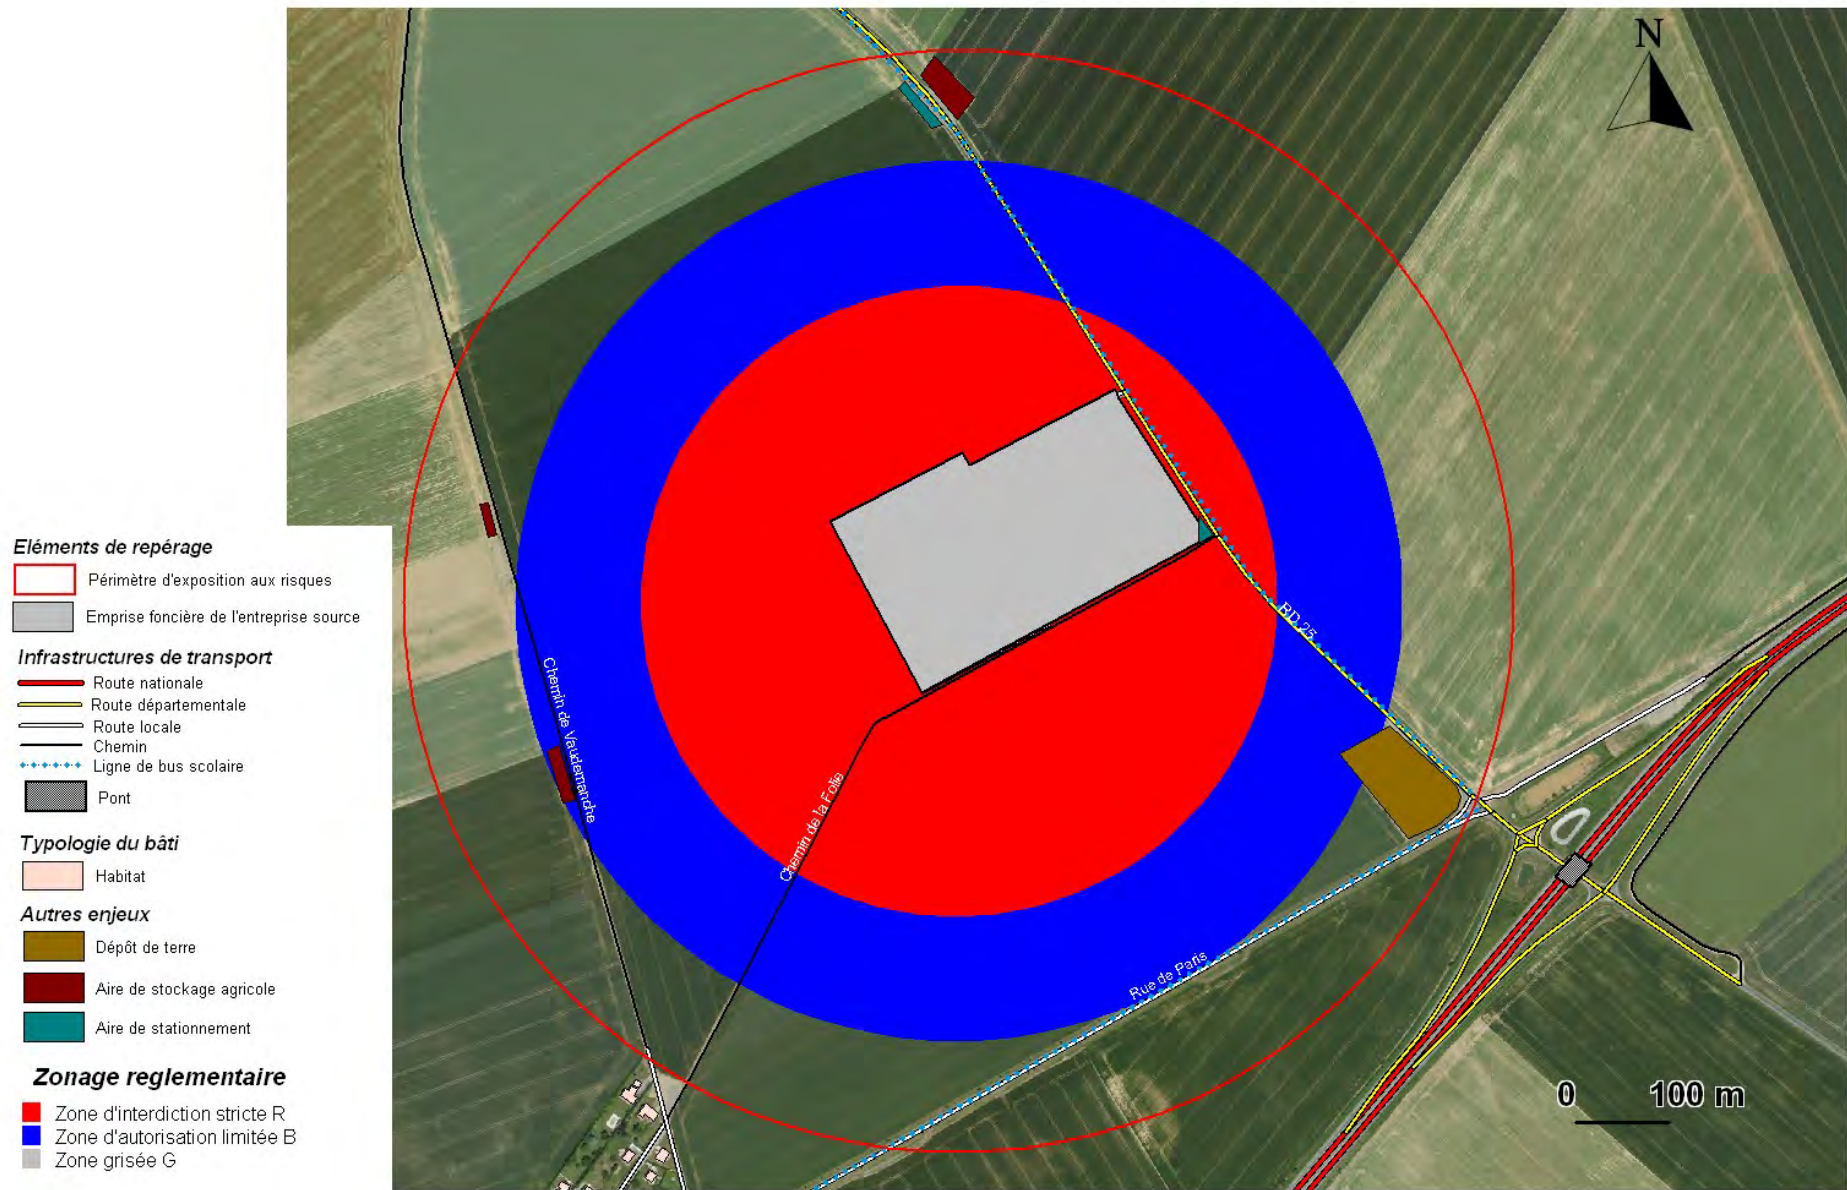 N
RD 25
Chemin de Vaudemanche
Chemin de la Folie
Rue de Paris
0 100 m
Eléments de repérage
Périmètre d'exposition aux risques
Emprise foncière de l'entreprise source
Infrastructures de transport
Route nationale
Route départementale
Route locale
Chemin
Ligne de bus scolaire
Pont
Typologie du bâti
Habitat
Autres enjeux
Dépôt de terre
Aire de stockage agricole
Aire de stationnement
Zonage reglementaire
Zone d'interdiction stricte R
Zone d'autorisation limitée B
Zone grisée G